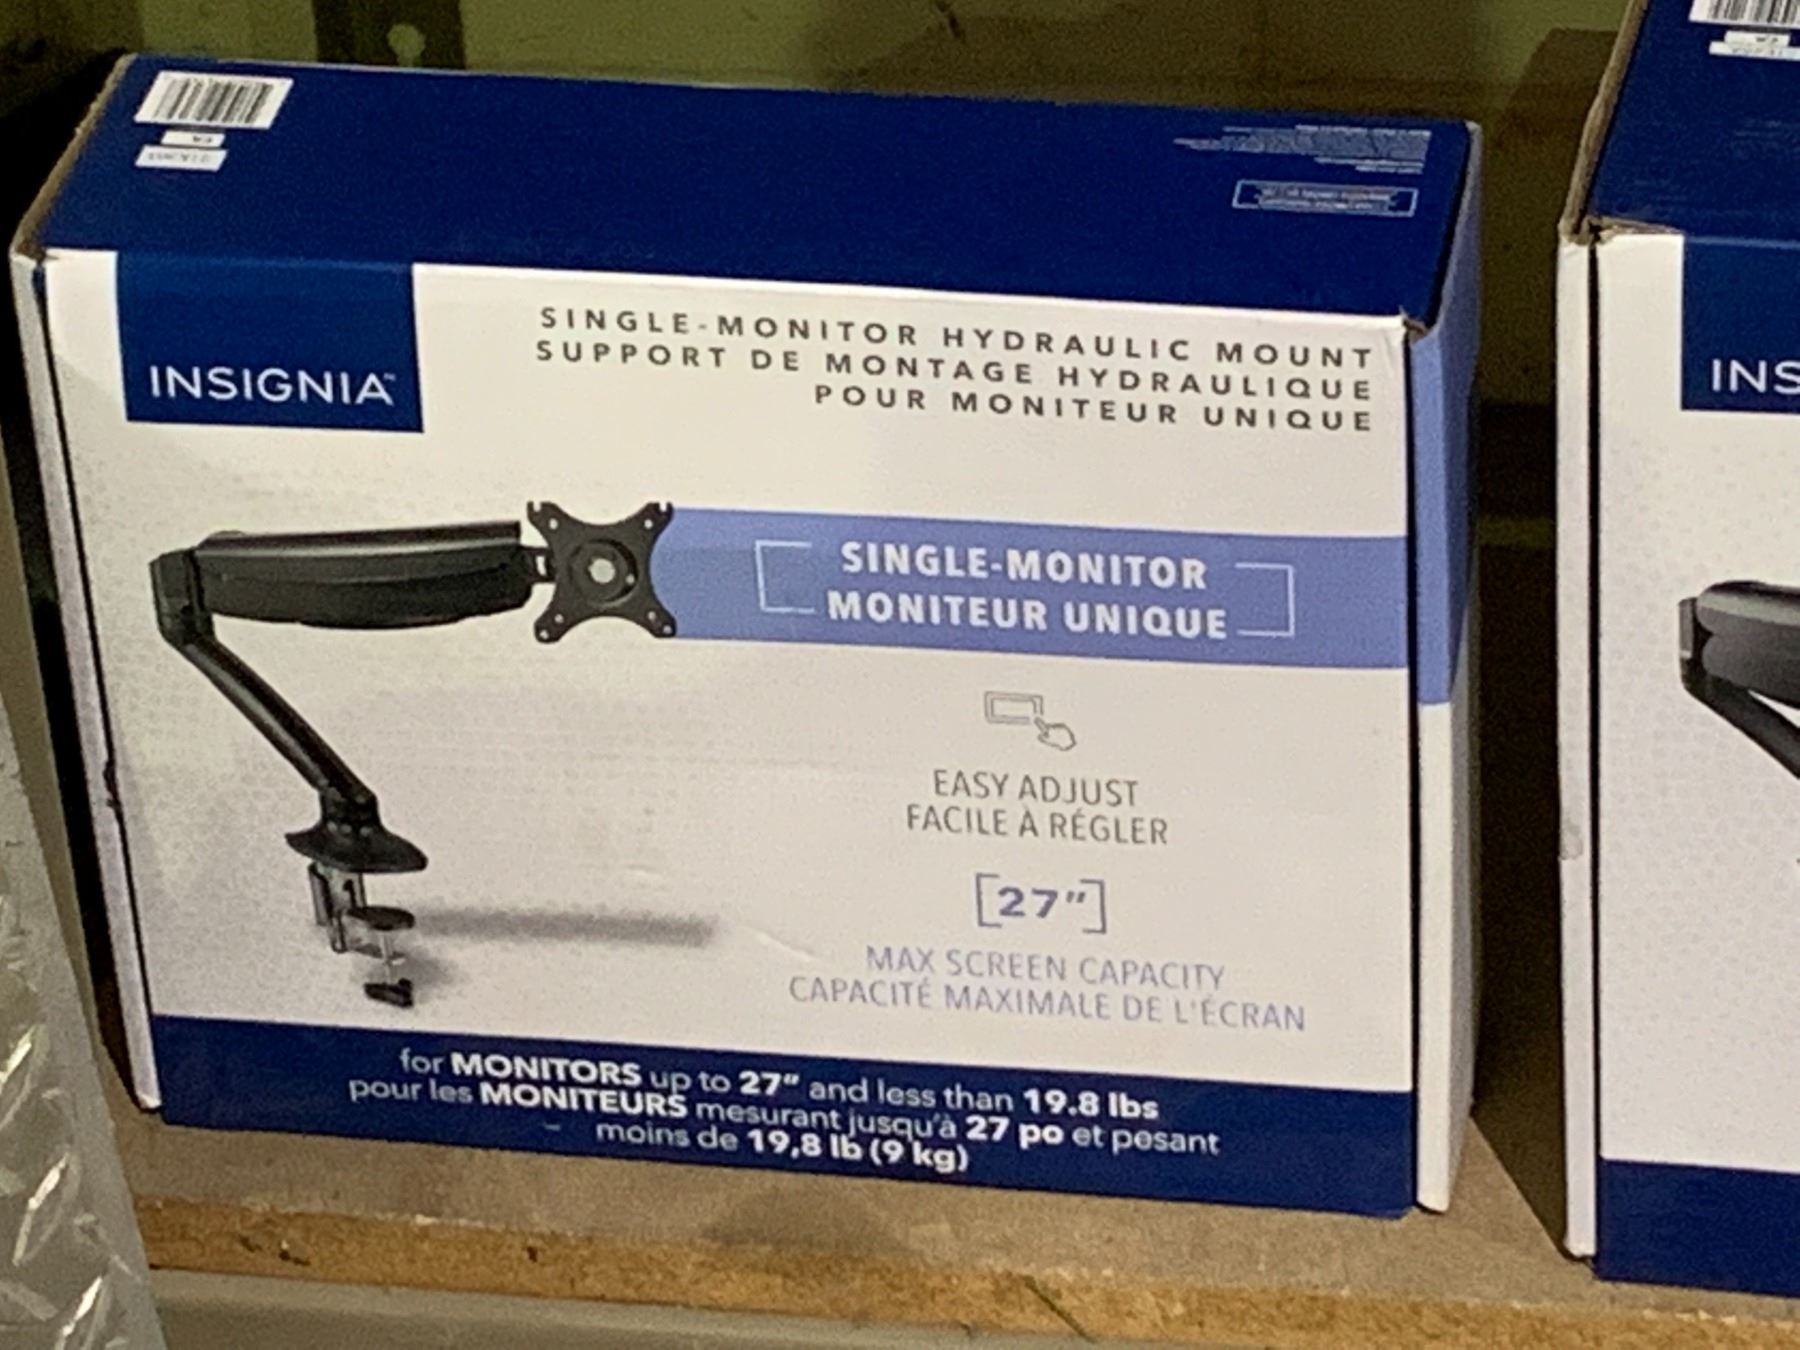 INSIGNIA™
SINGLE-MONITOR HYDRAULIC MOUNT
SUPPORT DE MONTAGE HYDRAULIQUE
POUR MONITEUR UNIQUE
SINGLE-MONITOR
MONITEUR UNIQUE
EASY ADJUST
FACILE À RÉGLER
[27"]
MAX SCREEN CAPACITY
CAPACITÉ MAXIMALE DE L'ÉCRAN
for MONITORS up to 27" and less than 19.8 lbs
pour les MONITEURS mesurant jusqu'à 27 po et pesant
moins de 19,8 lb (9 kg)
INS